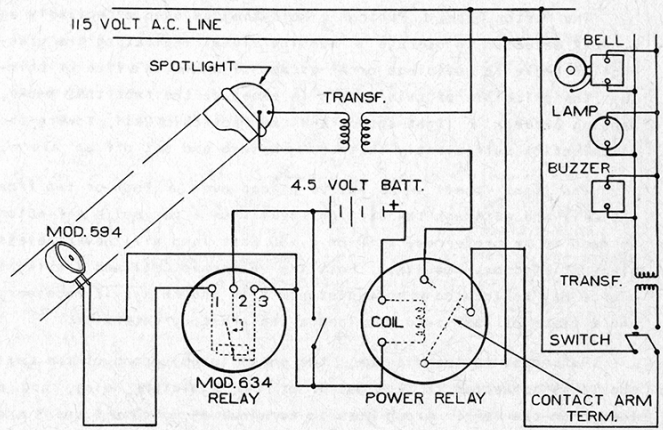 115 VOLT A.C. LINE
SPOTLIGHT
TRANSF.
BELL
LAMP
BUZZER
4.5 VOLT BATT.
+
MOD. 594
1 2 3
COIL
TRANSF.
SWITCH
MOD. 634
RELAY
POWER RELAY
CONTACT ARM
TERM.